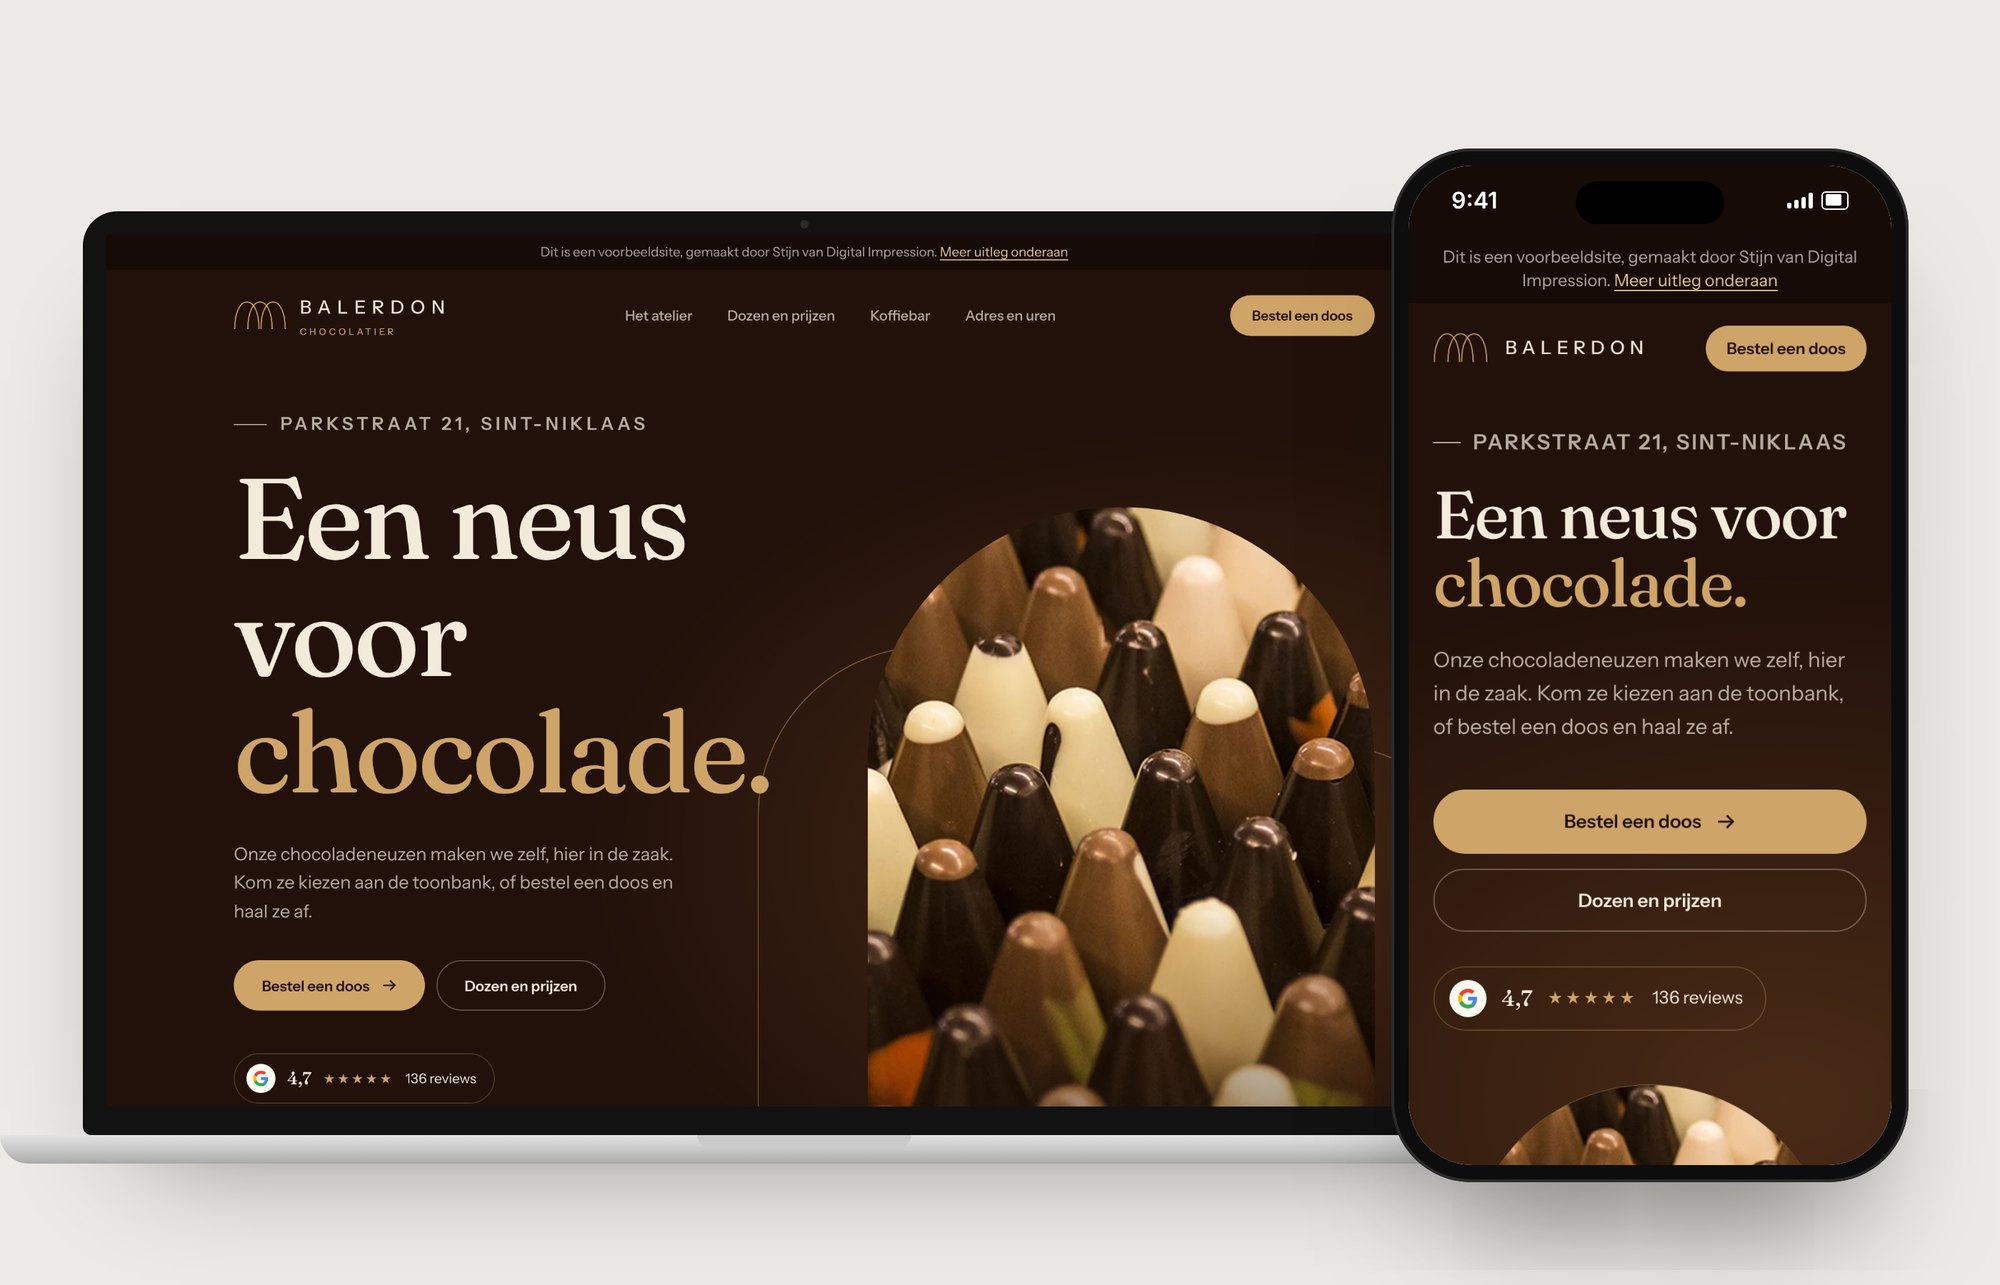 Dit is een voorbeeldsite, gemaakt door Stijn van Digital Impression. Meer uitleg onderaan
BALERDON
CHOCOLATIER
Het atelier
Dozen en prijzen
Koffiebar
Adres en uren
Bestel een doos
PARKSTRAAT 21, SINT-NIKLAAS
Een neus
voor
chocolade.
Onze chocoladeneuzen maken we zelf, hier in de zaak.
Kom ze kiezen aan de toonbank, of bestel een doos en
haal ze af.
Bestel een doos →
Dozen en prijzen
G 4,7 ★★★★★ 136 reviews
9:41
Dit is een voorbeeldsite, gemaakt door Stijn van Digital
Impression. Meer uitleg onderaan
BALERDON
Bestel een doos
PARKSTRAAT 21, SINT-NIKLAAS
Een neus voor
chocolade.
Onze chocoladeneuzen maken we zelf, hier
in de zaak. Kom ze kiezen aan de toonbank,
of bestel een doos en haal ze af.
Bestel een doos →
Dozen en prijzen
G 4,7 ★★★★★ 136 reviews